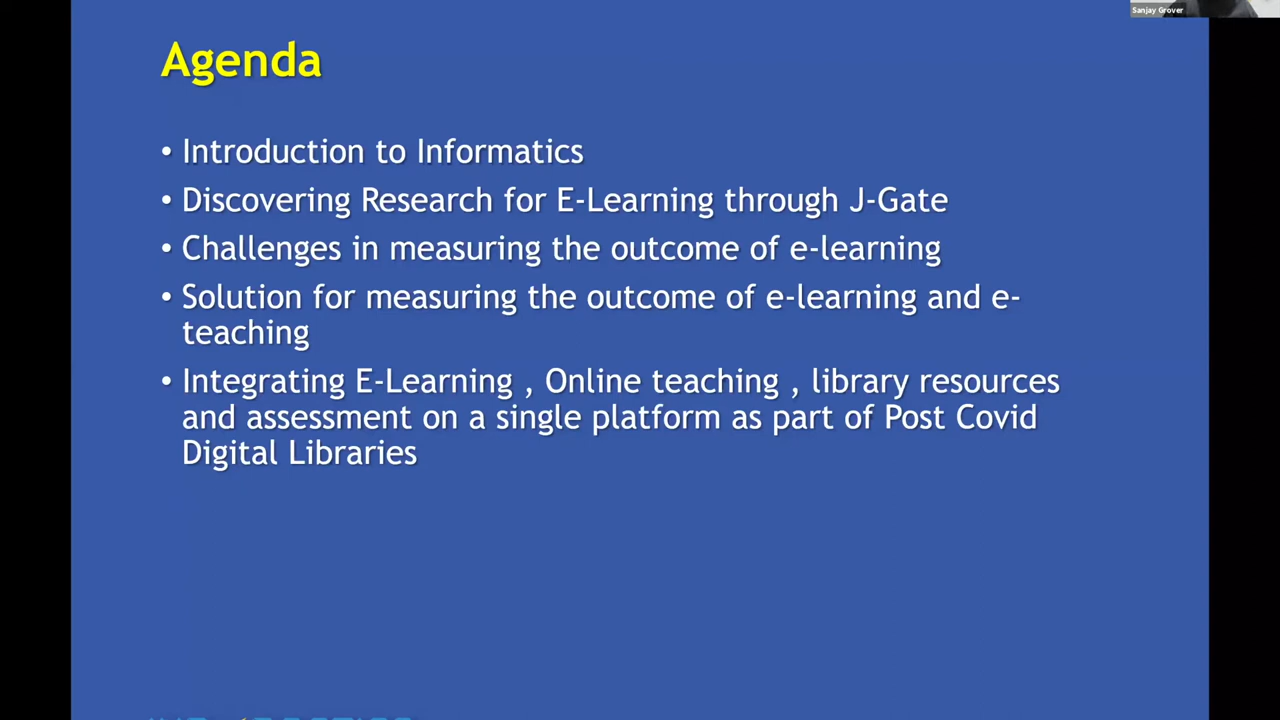 Sanjay Grover
Agenda
• Introduction to Informatics
• Discovering Research for E-Learning through J-Gate
• Challenges in measuring the outcome of e-learning
• Solution for measuring the outcome of e-learning and e-
teaching
• Integrating E-Learning , Online teaching , library resources
and assessment on a single platform as part of Post Covid
Digital Libraries